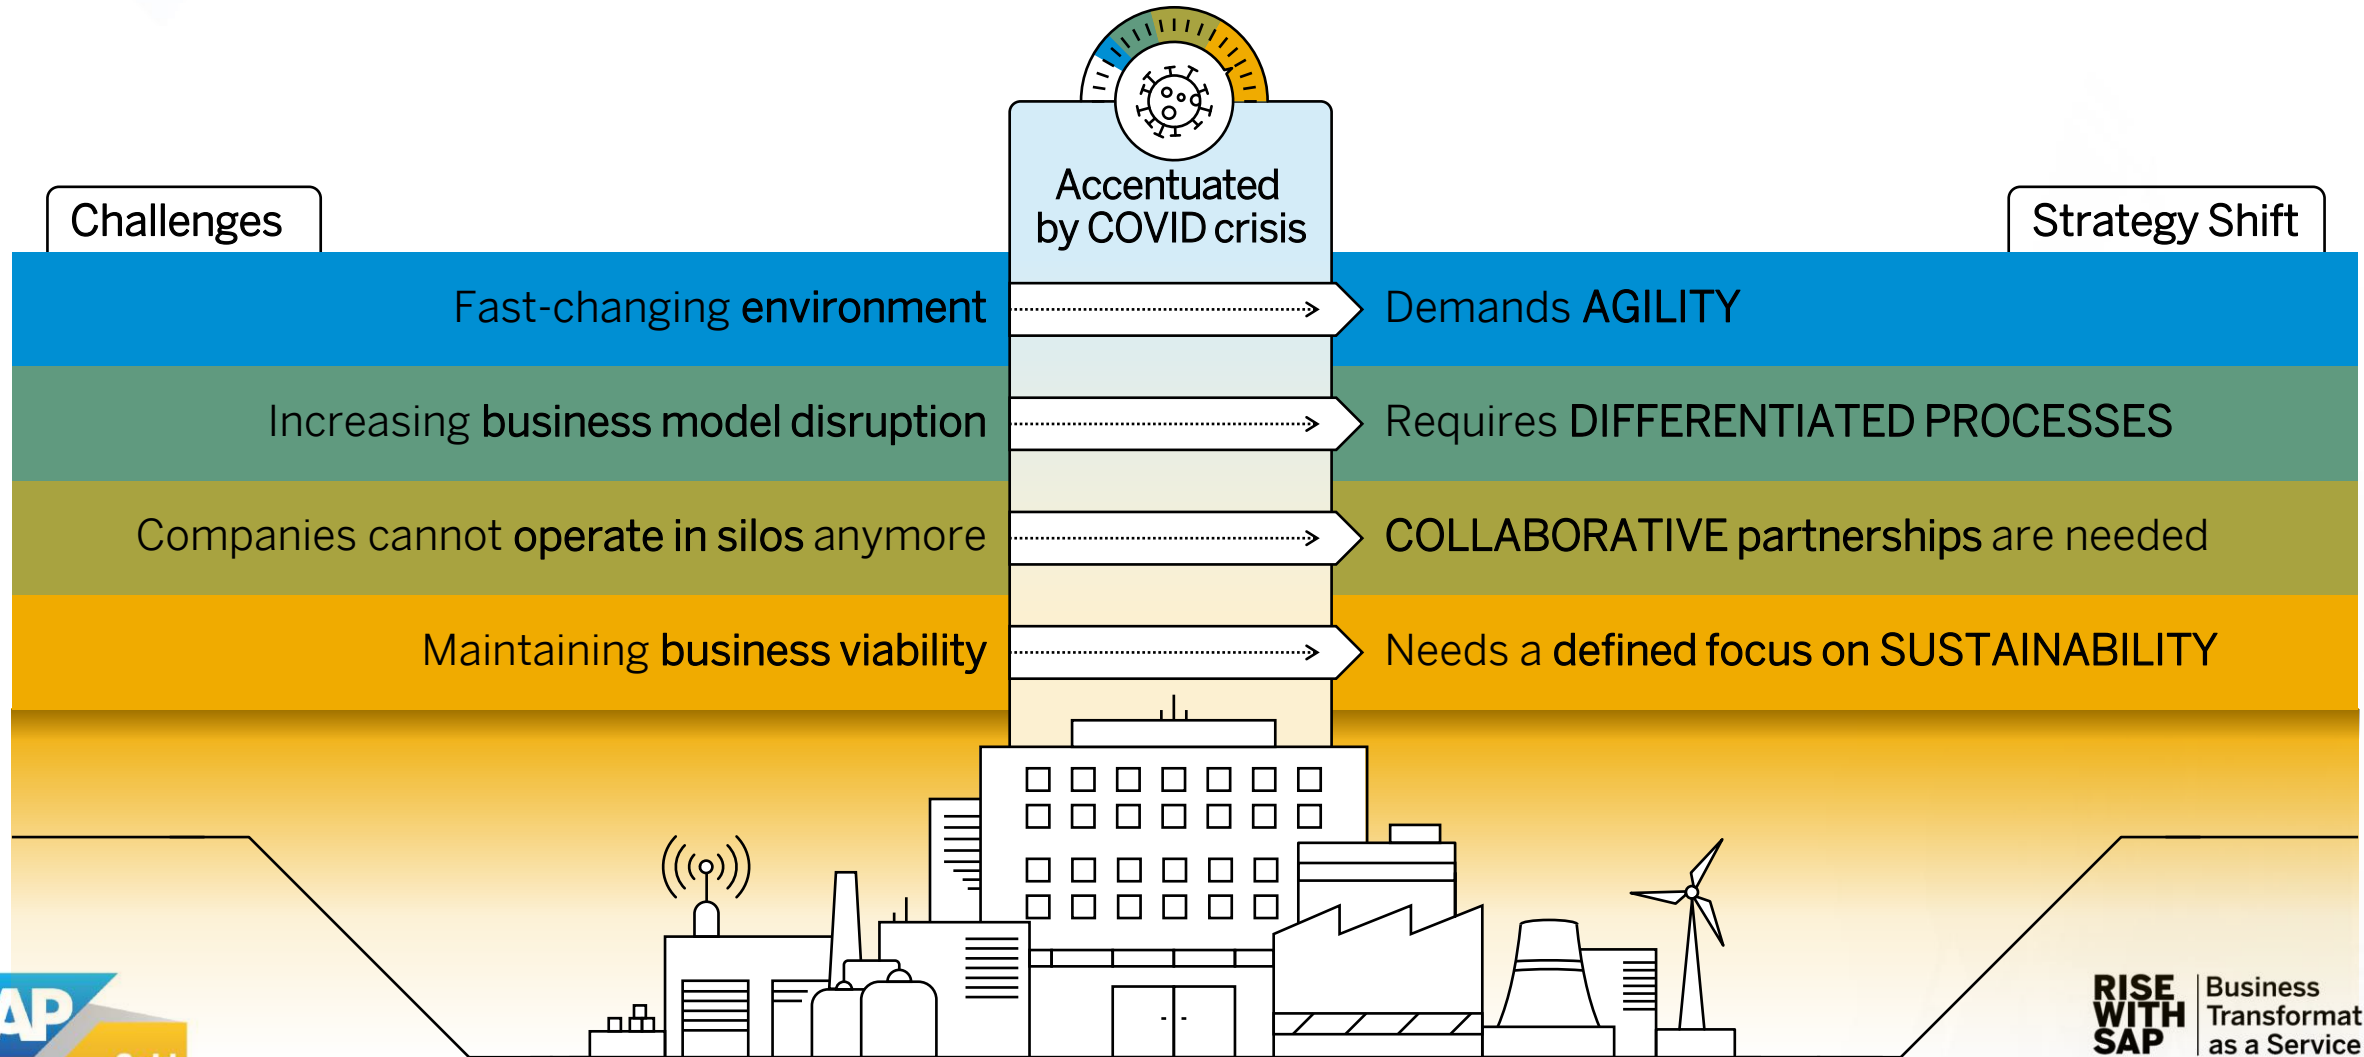 Accentuated
by COVID crisis
Challenges
Strategy Shift
Fast-changing environment
Demands AGILITY
Increasing business model disruption
Requires DIFFERENTIATED PROCESSES
Companies cannot operate in silos anymore
COLLABORATIVE partnerships are needed
Maintaining business viability
Needs a defined focus on SUSTAINABILITY
AP
RISE
WITH
SAP
Business
Transformat
as a Service